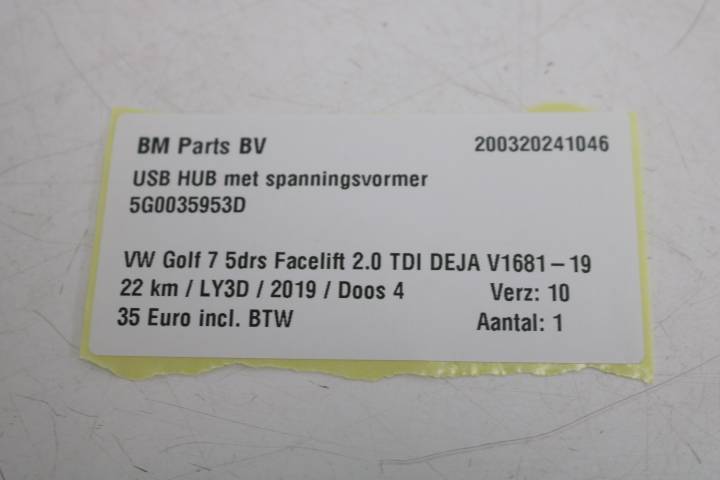 BM Parts BV 200320241046
USB HUB met spanningsvormer
5G0035953D
VW Golf 7 5drs Facelift 2.0 TDI DEJA V1681-19
22 km / LY3D / 2019 / Doos 4 Verz: 10
35 Euro incl. BTW Aantal: 1